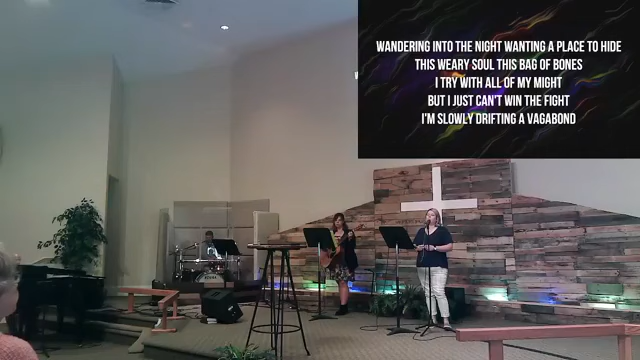 WANDERING INTO THE NIGHT WANTING A PLACE TO HIDE
THIS WEARY SOUL THIS BAG OF BONES
I TRY WITH ALL OF MY MIGHT
BUT I JUST CAN'T WIN THE FIGHT
I'M SLOWLY DRIFTING A VAGABOND